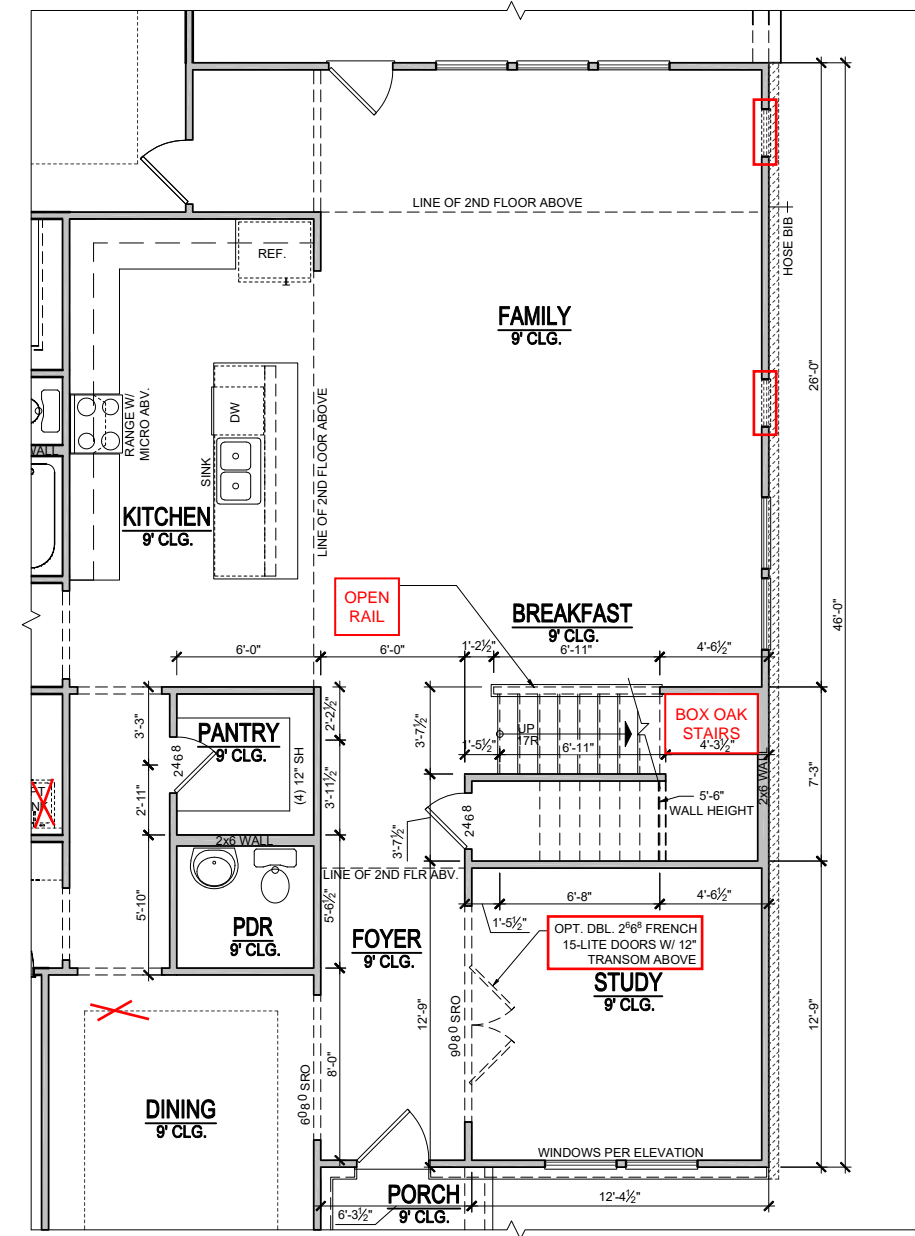 LINE OF 2ND FLOOR ABOVE
HOSE BIB
REF.
FAMILY
9' CLG.
26'-0"
RANGE W/
MICRO ABV.
DW
SINK
LINE OF 2ND FLOOR ABOVE
WALL
KITCHEN
9' CLG.
OPEN
RAIL
BREAKFAST
9' CLG.
46'-0"
6'-0"
6'-0"
1'-2½"
6'-11"
4'-6½"
PANTRY
9' CLG.
3'-3"
2468
2'-11"
(4) 12" SH
2'-2½"
3'-11½"
3'-7½"
UP
17R
1'-5½"
6'-11"
BOX OAK
STAIRS
4'-3½"
2x6 WALL
7'-3"
5'-6"
WALL HEIGHT
2468
3'-7½"
2x6 WALL
LINE OF 2ND FLR ABV.
5'-10"
5'-6½"
PDR
9' CLG.
FOYER
9' CLG.
6'-8"
4'-6½"
1'-5½"
OPT. DBL. 2⁶6⁸ FRENCH
15-LITE DOORS W/ 12"
TRANSOM ABOVE
STUDY
9' CLG.
12'-9"
9080 SRO
12'-9"
8'-0"
6080 SRO
DINING
9' CLG.
WINDOWS PER ELEVATION
PORCH
9' CLG.
6'-3½"
12'-4½"